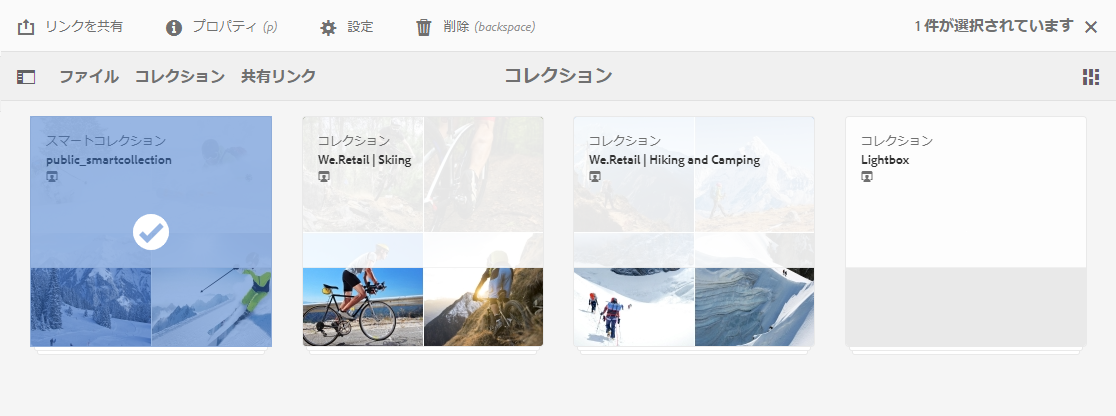 リンクを共有 プロパティ (p) 設定 削除 (backspace) 1 件が選択されています
ファイル コレクション 共有リンク コレクション
スマートコレクション
public_smartcollection
コレクション
We.Retail | Skiing
コレクション
We.Retail | Hiking and Camping
コレクション
Lightbox